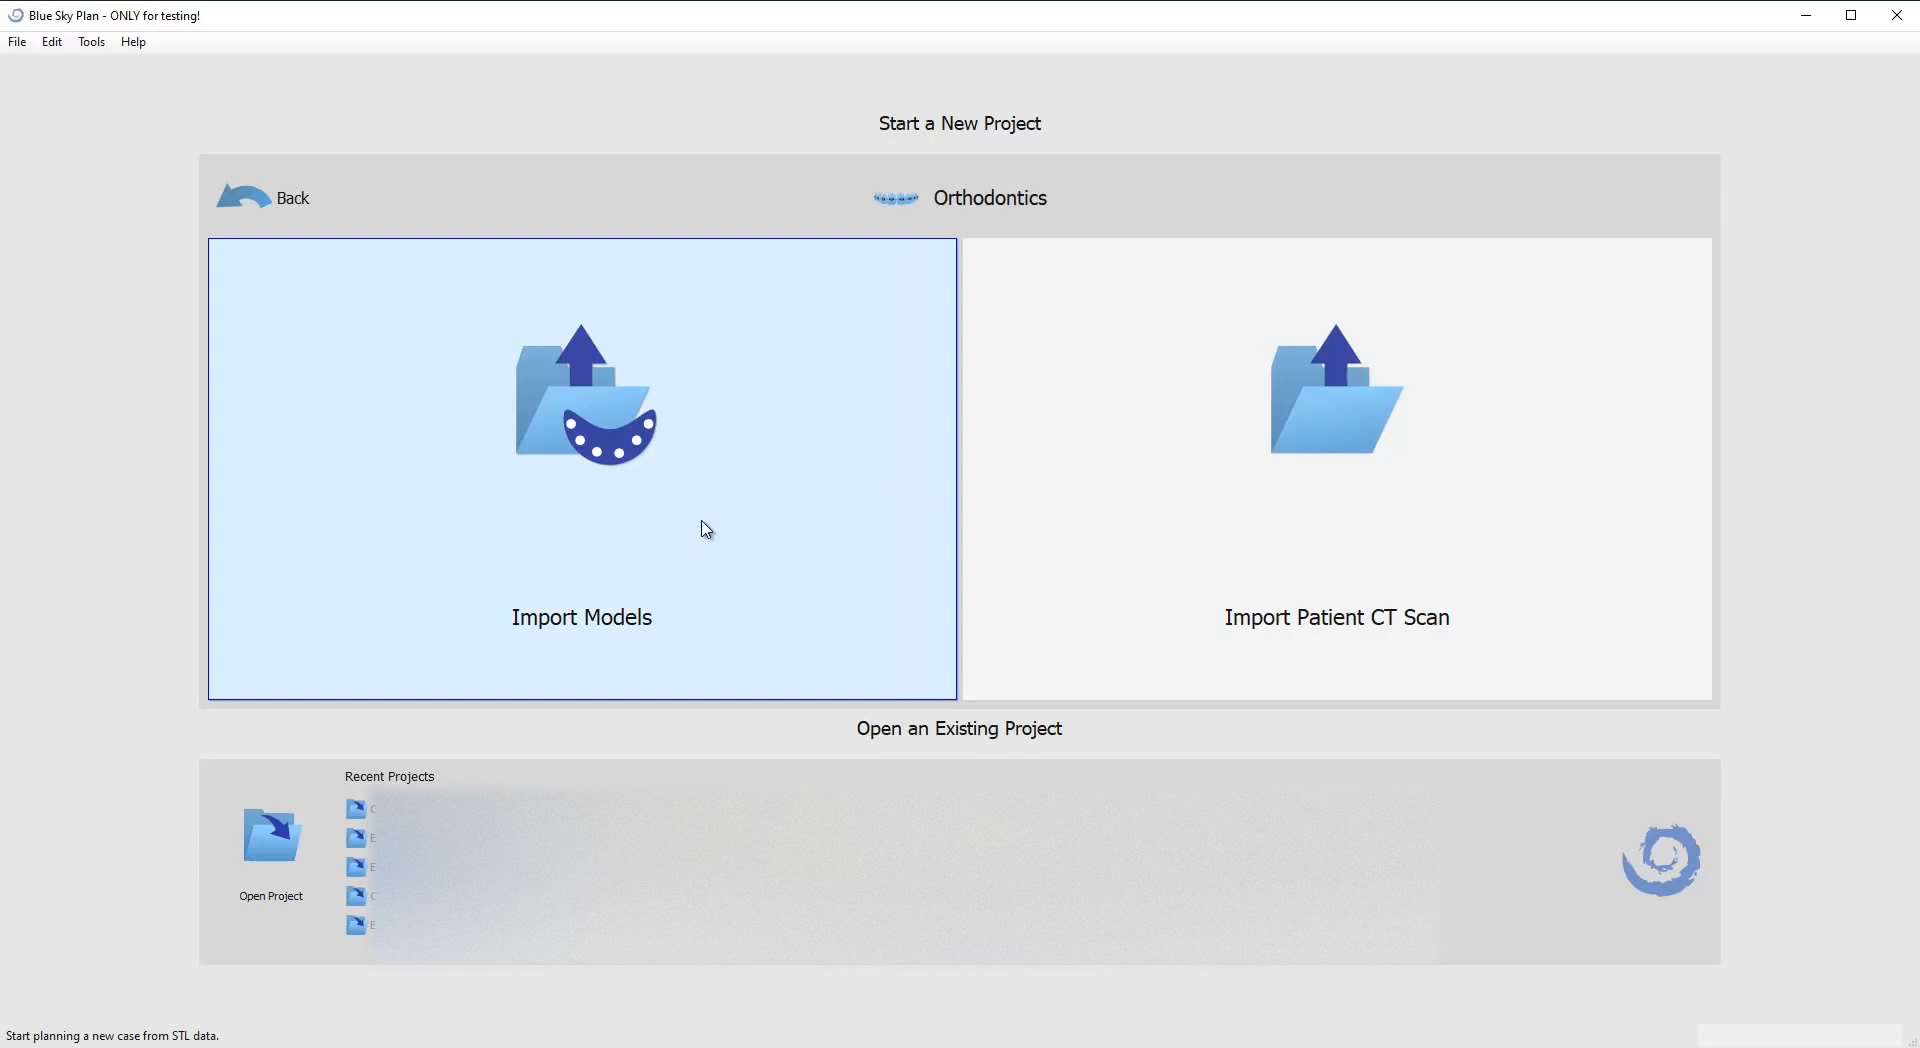 Blue Sky Plan - ONLY for testing!
File Edit Tools Help
Start a New Project
Back
Orthodontics
Import Models
Import Patient CT Scan
Open an Existing Project
Recent Projects
Open Project
Start planning a new case from STL data.